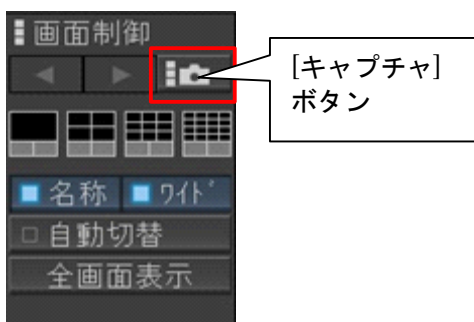 画面制御
[キャプチャ]
ボタン
名称
ﾜｲﾄﾞ
自動切替
全画面表示